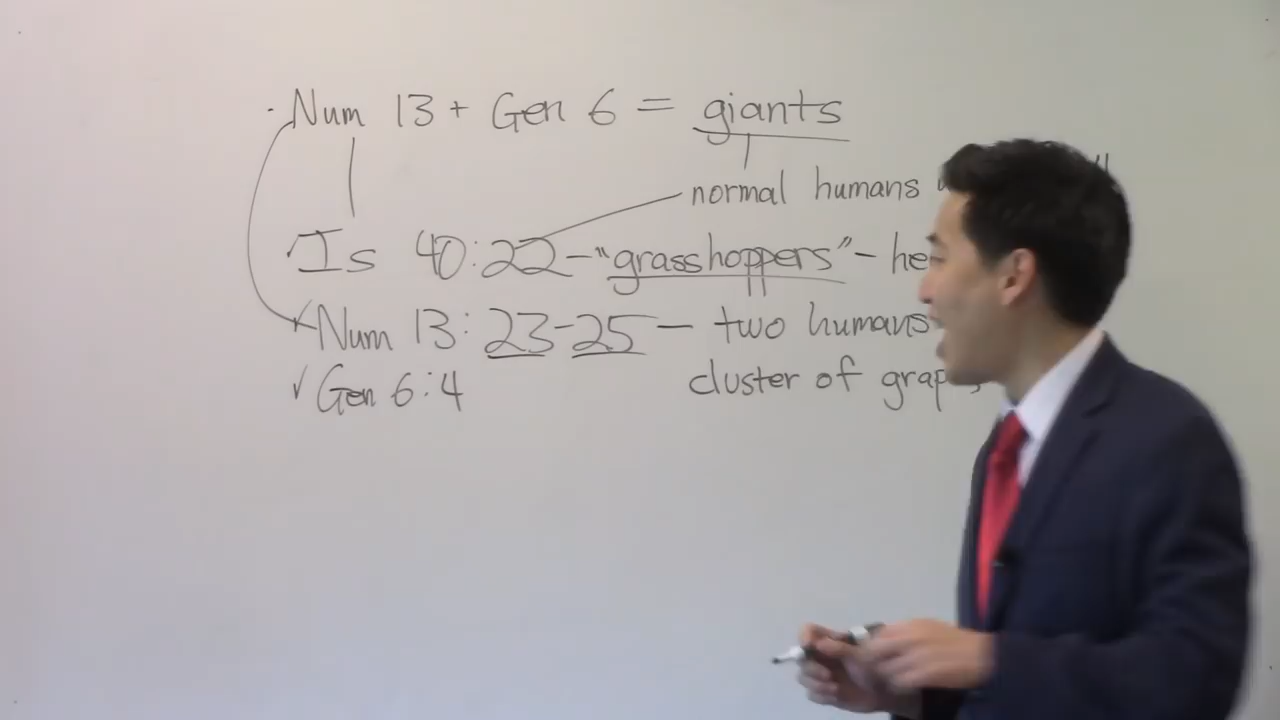 · Num 13 + Gen 6 = giants
normal humans
Is 40:22 - "grasshoppers" - he
✓ Num 13: 23-25 - two humans
✓ Gen 6:4
cluster of grap